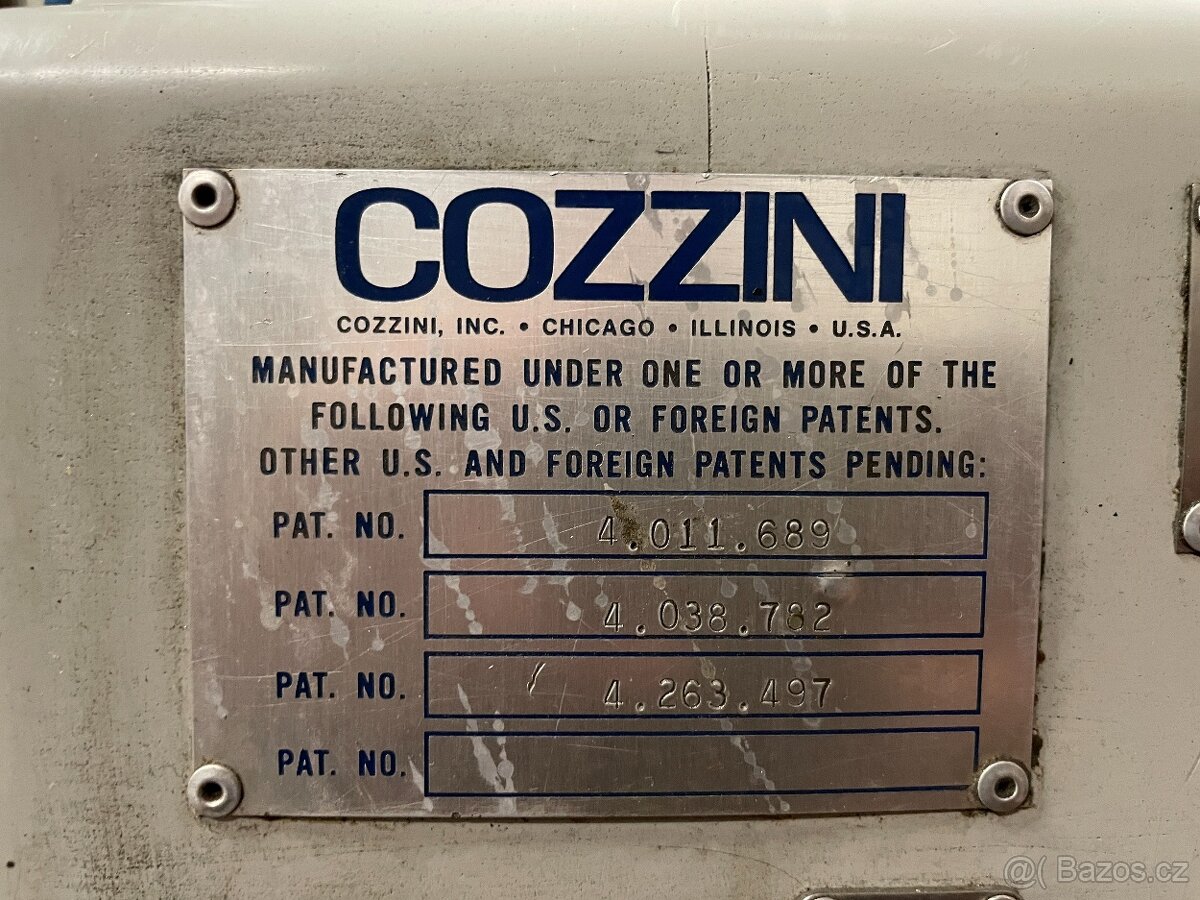 COZZINI
COZZINI, INC. • CHICAGO • ILLINOIS • U.S.A.
MANUFACTURED UNDER ONE OR MORE OF THE
FOLLOWING U.S. OR FOREIGN PATENTS.
OTHER U.S. AND FOREIGN PATENTS PENDING:
PAT. NO. 4.011.689
PAT. NO. 4.038.782
PAT. NO. 4.263.497
PAT. NO.
@( Bazos.cz